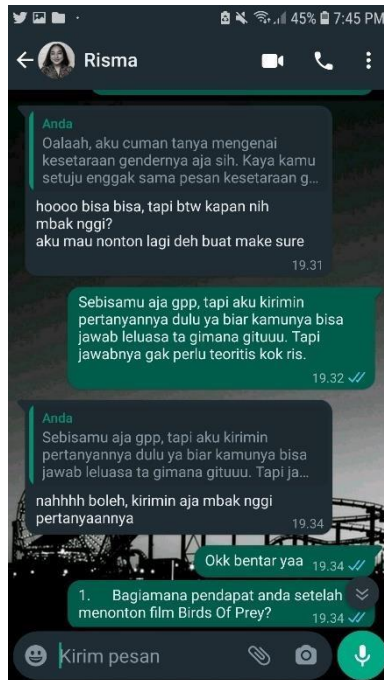 45% 7:45 PM
Risma
Anda
Oalaah, aku cuman tanya mengenai
kesetaraan gendernya aja sih. Kaya kamu
setuju enggak sama pesan kesetaraan g...
hoooo bisa bisa, tapi btw kapan nih
mbak nggi?
aku mau nonton lagi deh buat make sure
19.31
Sebisamu aja gpp, tapi aku kirimin
pertanyannya dulu ya biar kamunya bisa
jawab leluasa ta gimana gituuu. Tapi
jawabnya gak perlu teoritis kok ris.
19.32
Anda
Sebisamu aja gpp, tapi aku kirimin
pertanyannya dulu ya biar kamunya bisa
jawab leluasa ta gimana gituuu. Tapi ja...
nahhhh boleh, kirimin aja mbak nggi
pertanyaannya
19.34
Okk bentar yaa 19.34
1. Bagiamana pendapat anda setelah
menonton film Birds Of Prey?
19.34
Kirim pesan